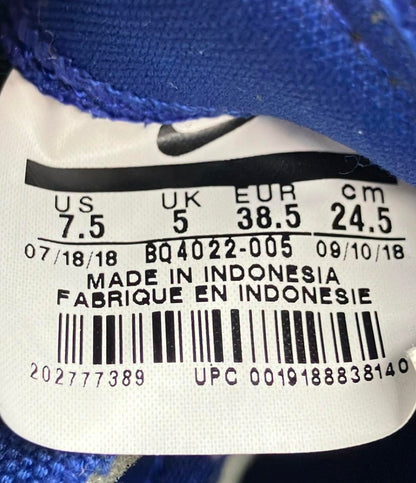 US UK EUR cm
7.5 5 38.5 24.5
07/18/18 BQ4022-005 09/10/18
MADE IN INDONESIA
FABRIQUE EN INDONESIE
202777389 UPC 00191888838140